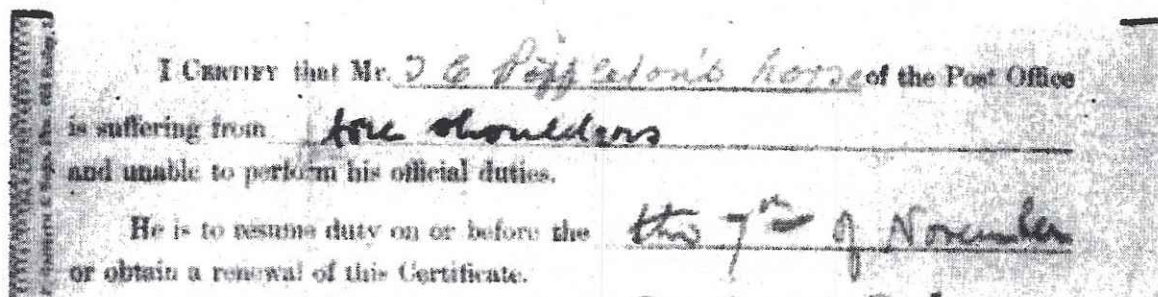 I CERTIFY that Mr. horse of the Post Office
is suffering from sore shoulders
and unable to perform his official duties.
He is to resume duty on or before the the 7th of November
or obtain a renewal of this Certificate.